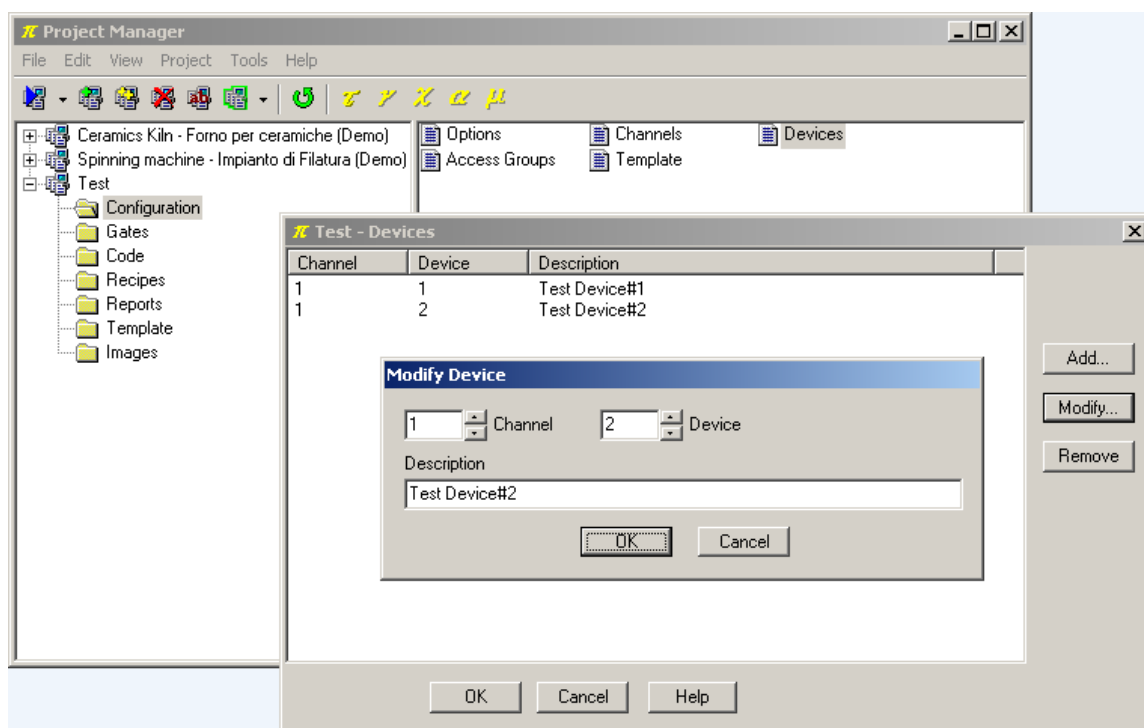 π Project Manager
File Edit View Project Tools Help
τ γ χ α μ
Ceramics Kiln - Forno per ceramiche (Demo)
Spinning machine - Impianto di Filatura (Demo)
Test
Configuration
Gates
Code
Recipes
Reports
Template
Images
Options Channels Devices
Access Groups Template
π Test - Devices
Channel Device Description
1 1 Test Device#1
1 2 Test Device#2
Modify Device
1 Channel 2 Device
Description
Test Device#2
OK Cancel
Add...
Modify...
Remove
OK Cancel Help